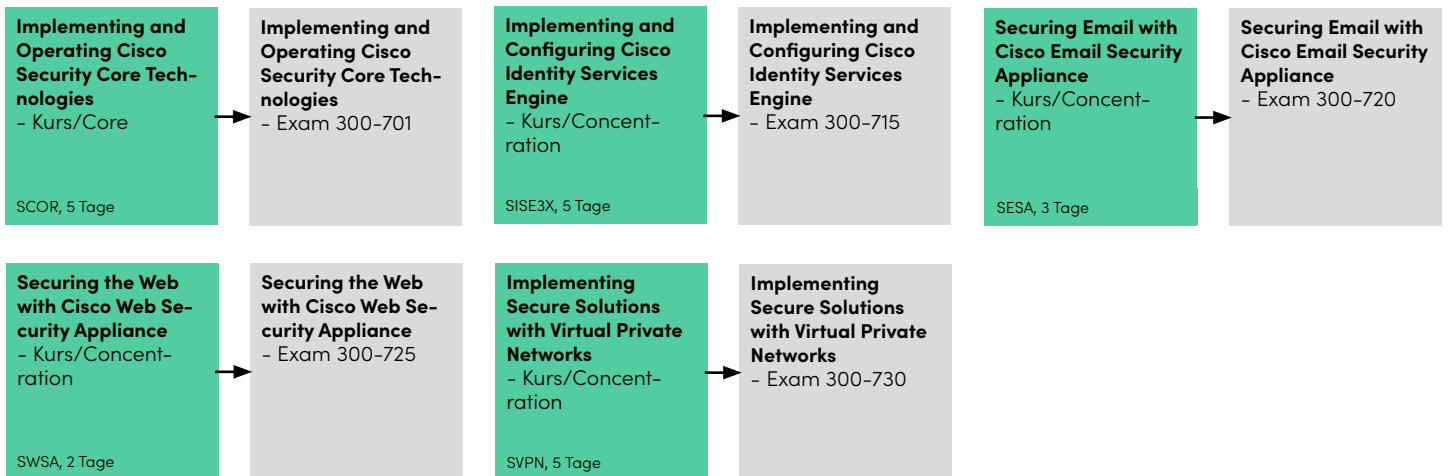 Implementing and
Operating Cisco
Security Core Tech-
nologies
- Kurs/Core
SCOR, 5 Tage
Implementing and
Operating Cisco
Security Core Tech-
nologies
- Exam 300-701
Implementing and
Configuring Cisco
Identity Services
Engine
- Kurs/Concent-
ration
SISE3X, 5 Tage
Implementing and
Configuring Cisco
Identity Services
Engine
- Exam 300-715
Securing Email with
Cisco Email Security
Appliance
- Kurs/Concent-
ration
SESA, 3 Tage
Securing Email with
Cisco Email Security
Appliance
- Exam 300-720
Securing the Web
with Cisco Web Se-
curity Appliance
- Kurs/Concent-
ration
SWSA, 2 Tage
Securing the Web
with Cisco Web Se-
curity Appliance
- Exam 300-725
Implementing
Secure Solutions
with Virtual Private
Networks
- Kurs/Concent-
ration
SVPN, 5 Tage
Implementing
Secure Solutions
with Virtual Private
Networks
- Exam 300-730